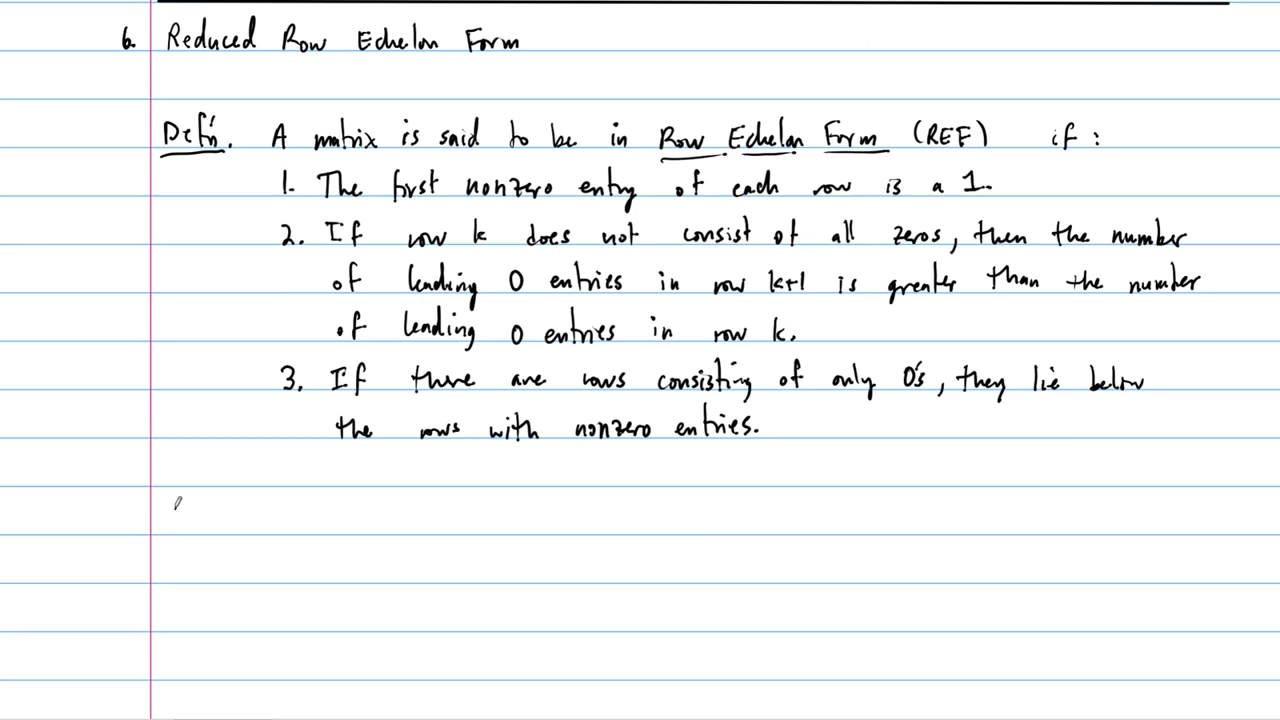 6. Reduced Row Echelon Form
Def'n. A matrix is said to be in Row Echelon Form (REF) if :
1. The first nonzero entry of each row is a 1.
2. If row k does not consist of all zeros, then the number
of leading 0 entries in row k+1 is greater than the number
of leading 0 entries in row k.
3. If there are rows consisting of only 0's, they lie below
the rows with nonzero entries.